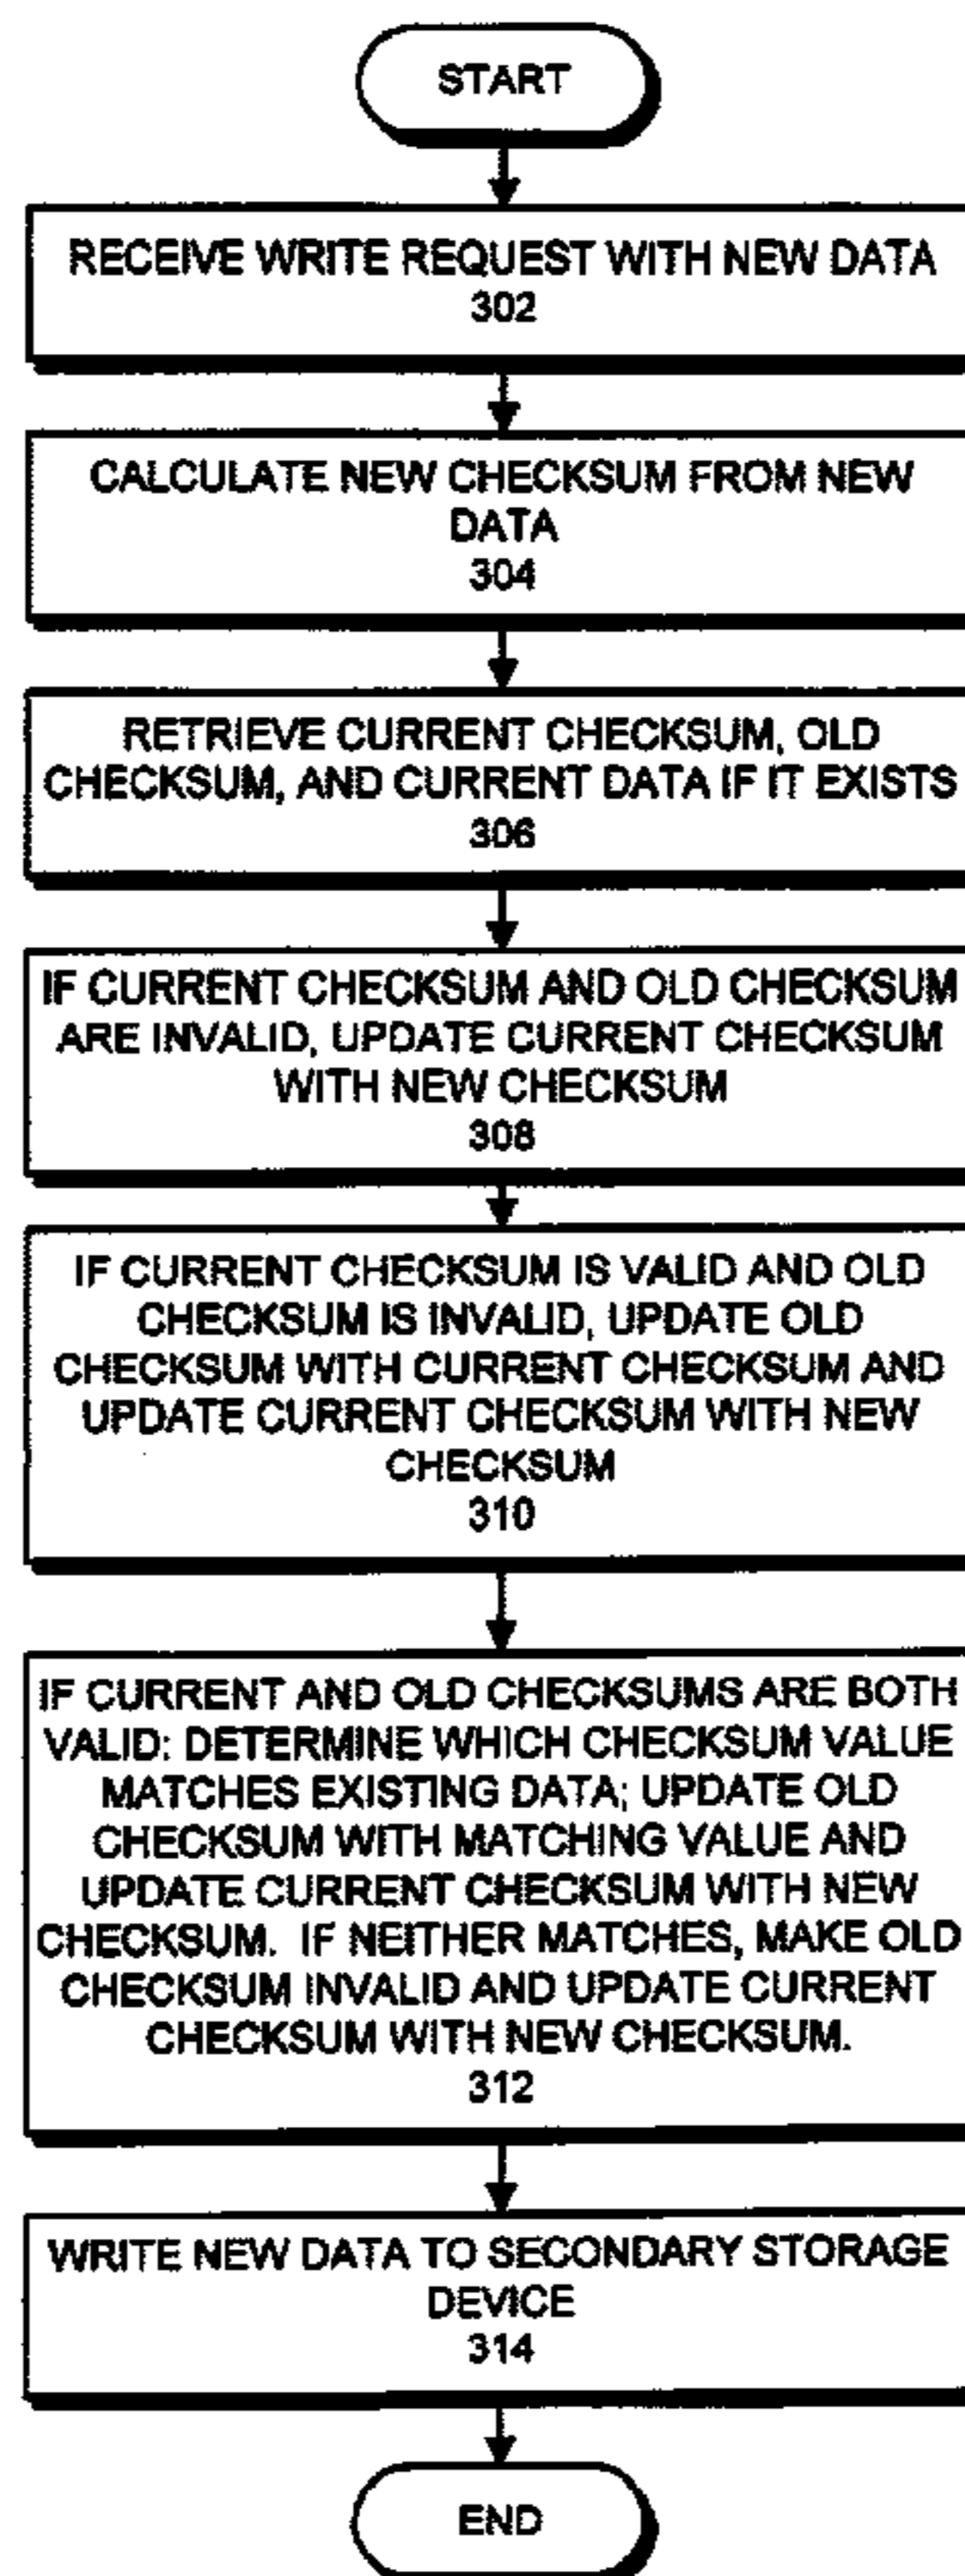 START
RECEIVE WRITE REQUEST WITH NEW DATA
302
CALCULATE NEW CHECKSUM FROM NEW
DATA
304
RETRIEVE CURRENT CHECKSUM, OLD
CHECKSUM, AND CURRENT DATA IF IT EXISTS
306
IF CURRENT CHECKSUM AND OLD CHECKSUM
ARE INVALID, UPDATE CURRENT CHECKSUM
WITH NEW CHECKSUM
308
IF CURRENT CHECKSUM IS VALID AND OLD
CHECKSUM IS INVALID, UPDATE OLD
CHECKSUM WITH CURRENT CHECKSUM AND
UPDATE CURRENT CHECKSUM WITH NEW
CHECKSUM
310
IF CURRENT AND OLD CHECKSUMS ARE BOTH
VALID: DETERMINE WHICH CHECKSUM VALUE
MATCHES EXISTING DATA; UPDATE OLD
CHECKSUM WITH MATCHING VALUE AND
UPDATE CURRENT CHECKSUM WITH NEW
CHECKSUM. IF NEITHER MATCHES, MAKE OLD
CHECKSUM INVALID AND UPDATE CURRENT
CHECKSUM WITH NEW CHECKSUM.
312
WRITE NEW DATA TO SECONDARY STORAGE
DEVICE
314
END